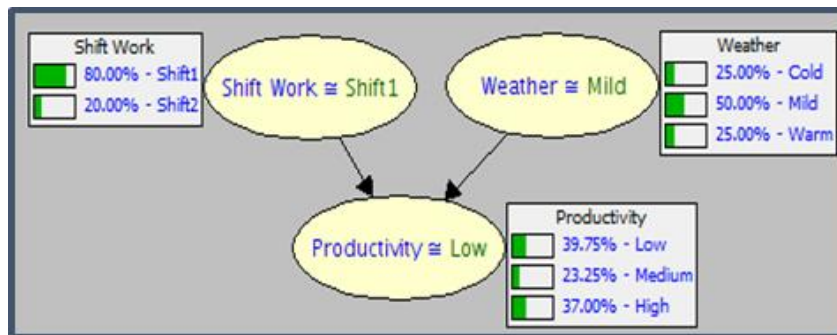 Shift Work
80.00% - Shift1
20.00% - Shift2
Shift Work ≅ Shift1
Weather ≅ Mild
Weather
25.00% - Cold
50.00% - Mild
25.00% - Warm
Productivity ≅ Low
Productivity
39.75% - Low
23.25% - Medium
37.00% - High